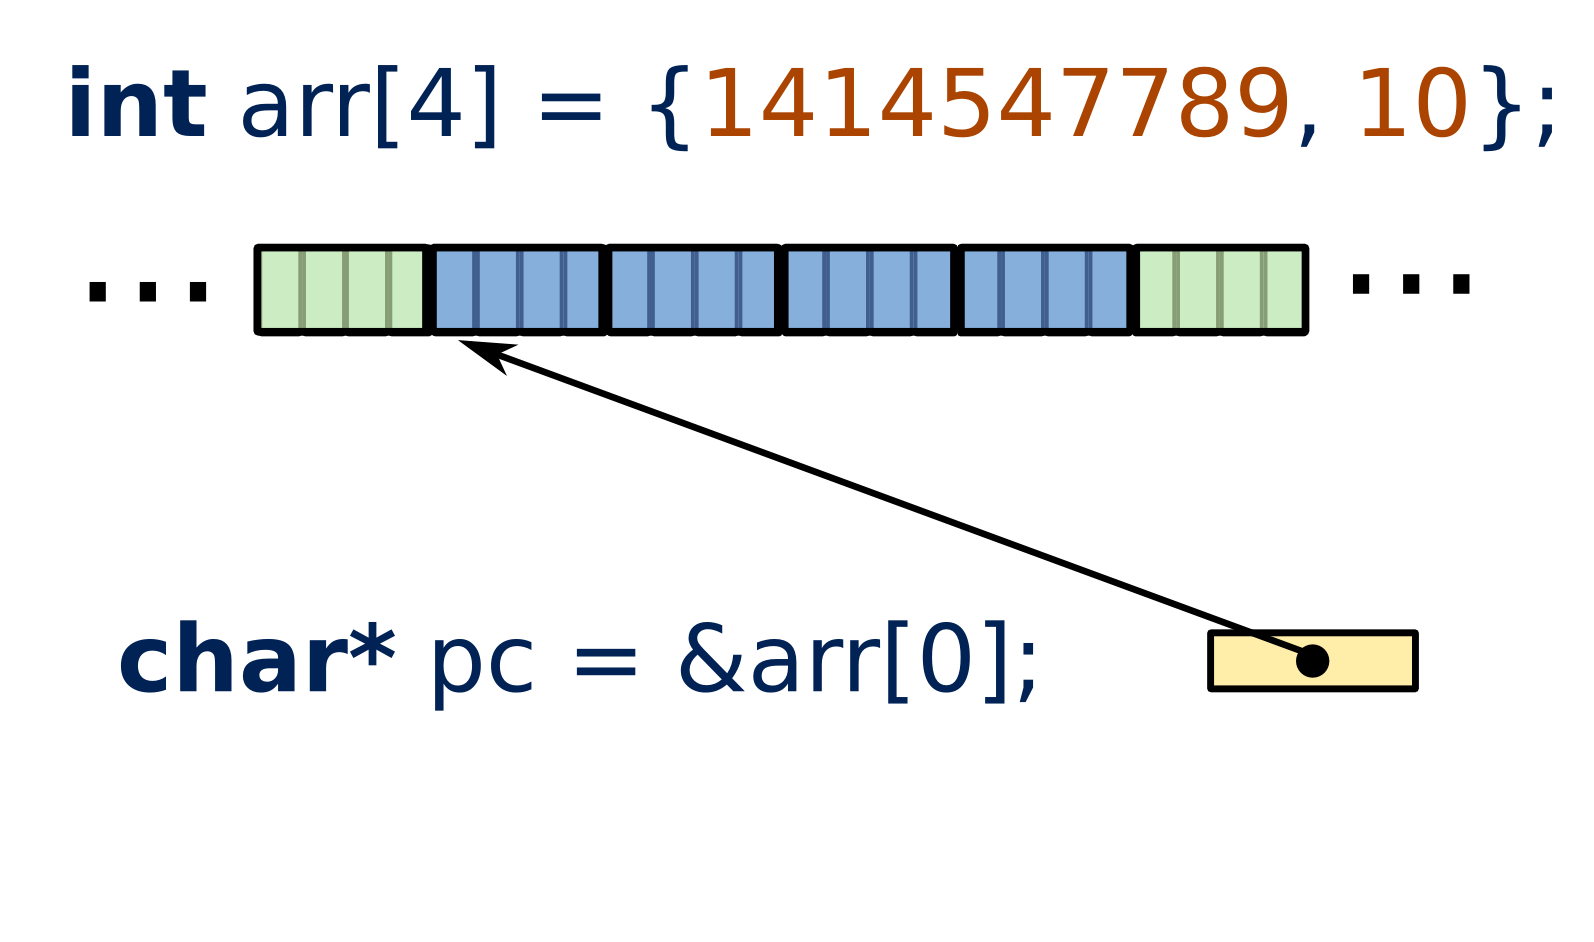 int arr[4] = {1414547789, 10};
... ...
char* pc = &arr[0];